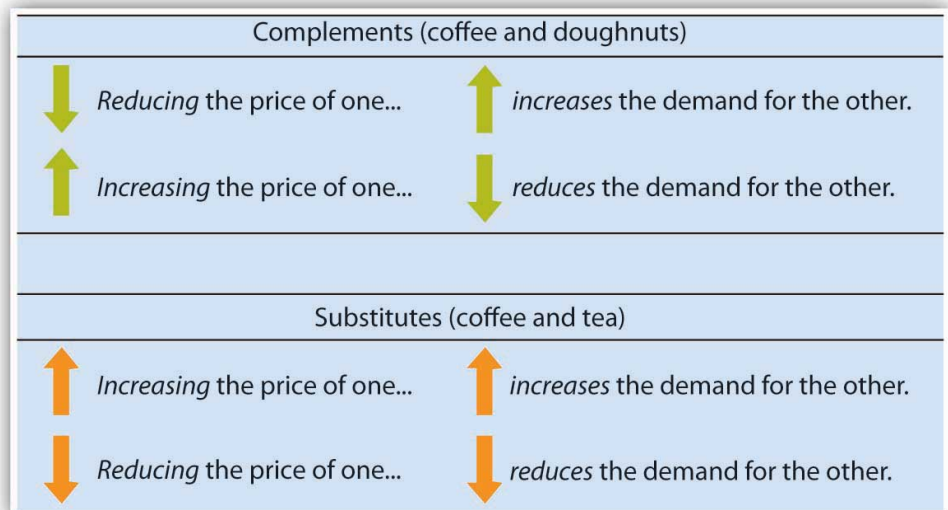 Complements (coffee and doughnuts)
Reducing the price of one... increases the demand for the other.
Increasing the price of one... reduces the demand for the other.
Substitutes (coffee and tea)
Increasing the price of one... increases the demand for the other.
Reducing the price of one... reduces the demand for the other.